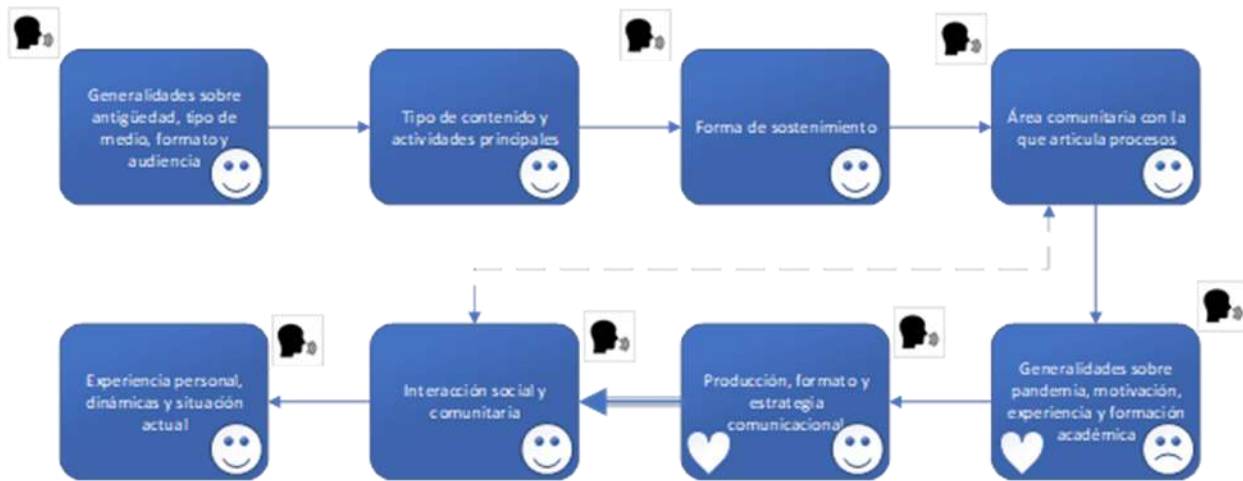 Generalidades sobre
antigüedad, tipo de
medio, formato y
audiencia
Tipo de contenido y
actividades principales
Forma de sostenimiento
Área comunitaria con la
que articula procesos
Generalidades sobre
pandemia, motivación,
experiencia y formación
académica
Producción, formato y
estrategia
comunicacional
Interacción social y
comunitaria
Experiencia personal,
dinámicas y situación
actual